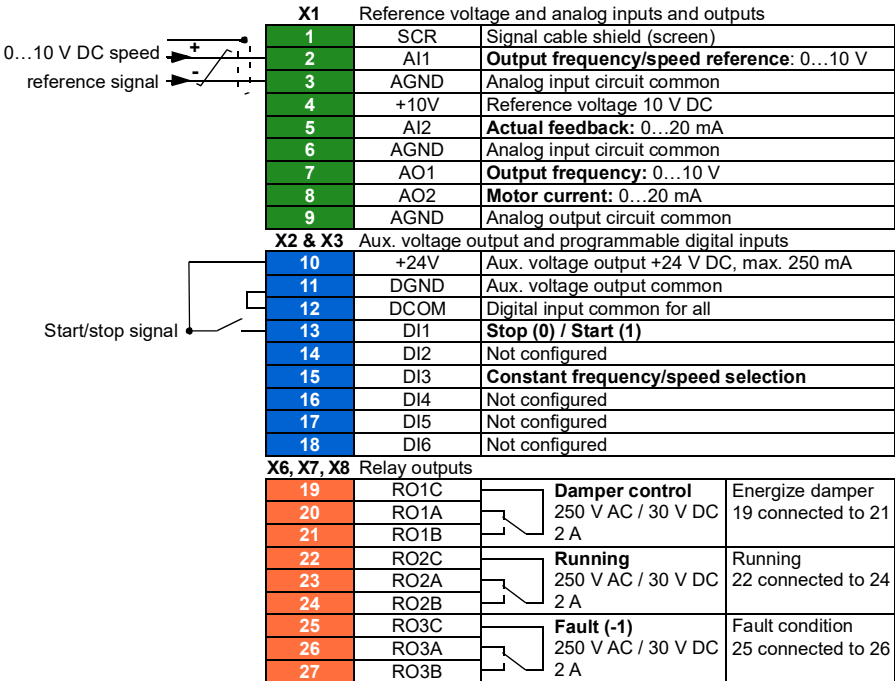 X1 Reference voltage and analog inputs and outputs
1 SCR Signal cable shield (screen)
0…10 V DC speed + 2 AI1 Output frequency/speed reference: 0…10 V
reference signal - 3 AGND Analog input circuit common
4 +10V Reference voltage 10 V DC
5 AI2 Actual feedback: 0…20 mA
6 AGND Analog input circuit common
7 AO1 Output frequency: 0…10 V
8 AO2 Motor current: 0…20 mA
9 AGND Analog output circuit common
X2 & X3 Aux. voltage output and programmable digital inputs
10 +24V Aux. voltage output +24 V DC, max. 250 mA
11 DGND Aux. voltage output common
12 DCOM Digital input common for all
Start/stop signal 13 DI1 Stop (0) / Start (1)
14 DI2 Not configured
15 DI3 Constant frequency/speed selection
16 DI4 Not configured
17 DI5 Not configured
18 DI6 Not configured
X6, X7, X8 Relay outputs
19 RO1C Damper control Energize damper
20 RO1A 250 V AC / 30 V DC 19 connected to 21
21 RO1B 2 A
22 RO2C Running Running
23 RO2A 250 V AC / 30 V DC 22 connected to 24
24 RO2B 2 A
25 RO3C Fault (-1) Fault condition
26 RO3A 250 V AC / 30 V DC 25 connected to 26
27 RO3B 2 A